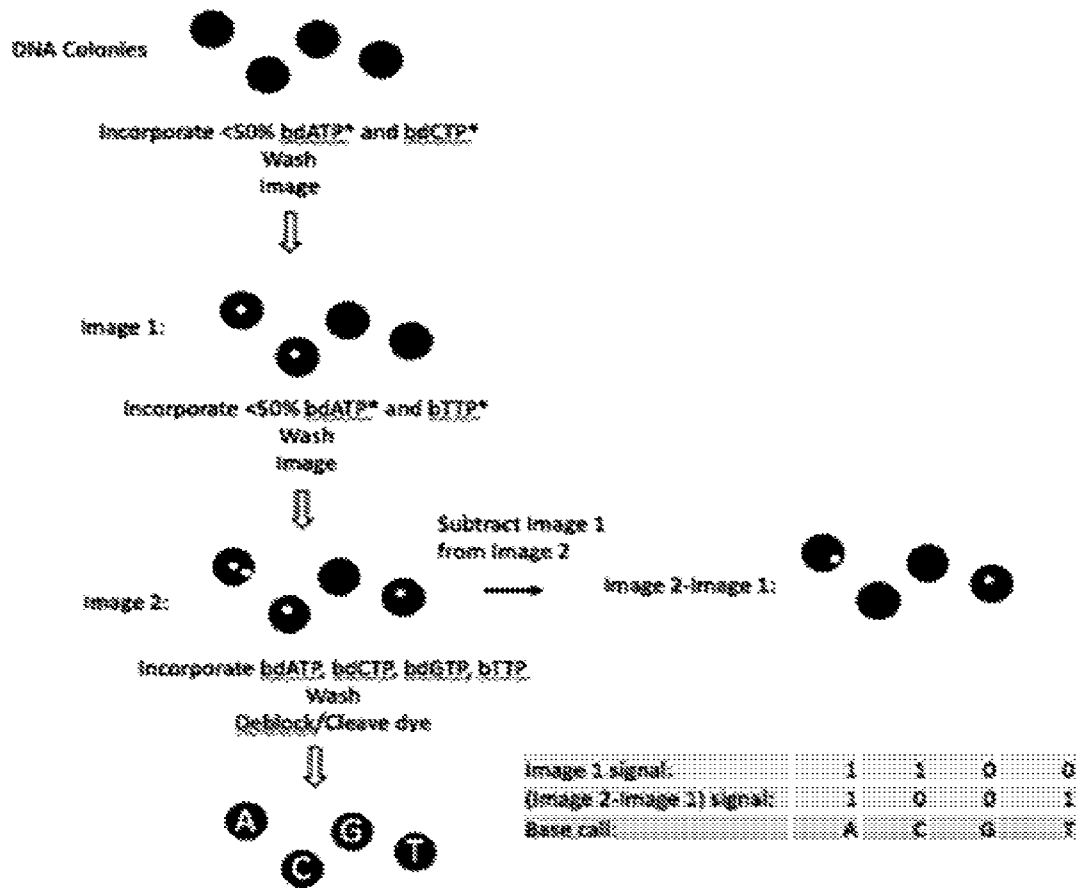 DNA Colonies
Incorporate <50% bdATP* and bdCTP*
Wash
Image
Image 1:
Incorporate <50% bdATP* and bTTP*
Wash
Image
Subtract Image 1
from Image 2
Image 2:
Image 2-Image 1:
Incorporate bdATP, bdCTP, bdGTP, bTTP
Wash
Deblock/Cleave dye
Image 1 signal: 1 1 0 0
(Image 2-Image 1) signal: 1 0 0 1
Base call: A C G T
A
G
T
C